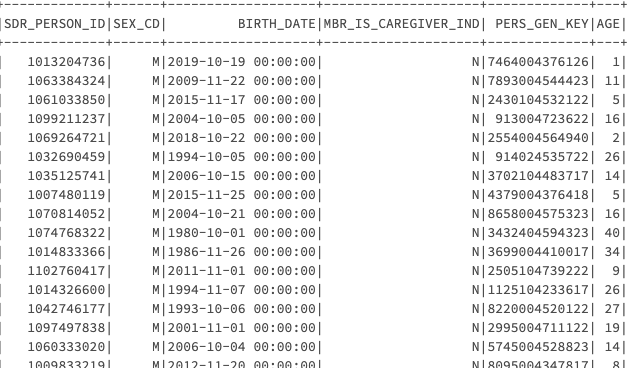 +-------------+------+-------------------+-------------------+-------------+---+
|SDR_PERSON_ID|SEX_CD|         BIRTH_DATE|MBR_IS_CAREGIVER_IND| PERS_GEN_KEY|AGE|
+-------------+------+-------------------+-------------------+-------------+---+
|   1013204736|     M|2019-10-19 00:00:00|                   N|7464004376126|  1|
|   1063384324|     M|2009-11-22 00:00:00|                   N|7893004544423| 11|
|   1061033850|     M|2015-11-17 00:00:00|                   N|2430104532122|  5|
|   1099211237|     M|2004-10-05 00:00:00|                   N| 913004723622| 16|
|   1069264721|     M|2018-10-22 00:00:00|                   N|2554004564940|  2|
|   1032690459|     M|1994-10-05 00:00:00|                   N| 914024535722| 26|
|   1035125741|     M|2006-10-15 00:00:00|                   N|3702104483717| 14|
|   1007480119|     M|2015-11-25 00:00:00|                   N|4379004376418|  5|
|   1070814052|     M|2004-10-21 00:00:00|                   N|8658004575323| 16|
|   1074768322|     M|1980-10-01 00:00:00|                   N|3432404594323| 40|
|   1014833366|     M|1986-11-26 00:00:00|                   N|3699004410017| 34|
|   1102760417|     M|2011-11-01 00:00:00|                   N|2505104739222|  9|
|   1014326600|     M|1994-11-07 00:00:00|                   N|1125104233617| 26|
|   1042746177|     M|1993-10-06 00:00:00|                   N|8220004520122| 27|
|   1097497838|     M|2001-11-01 00:00:00|                   N|2995004711122| 19|
|   1060333020|     M|2006-10-04 00:00:00|                   N|5745004528823| 14|
|   1009833219|     M|2012-11-20 00:00:00|                   N|8095004347817|  8|